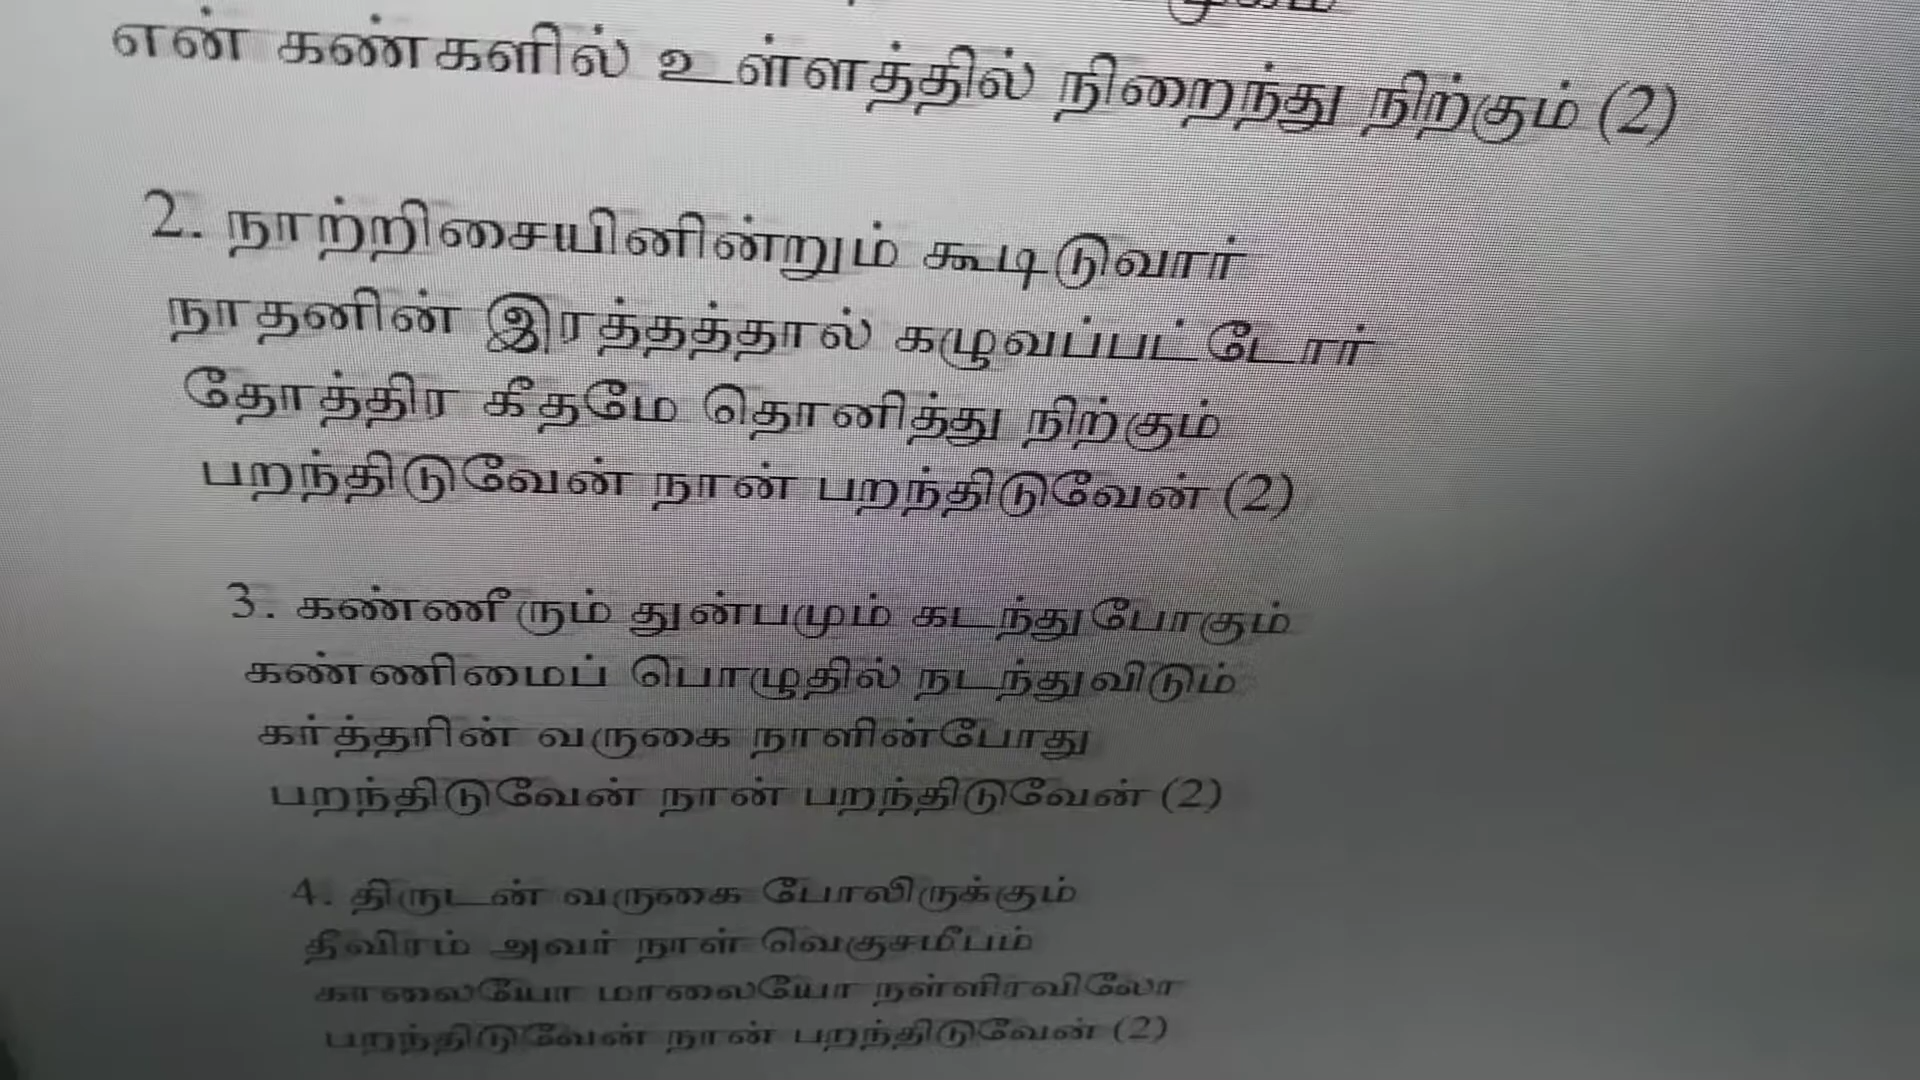 என் கண்களில் உள்ளத்தில் நிறைந்து நிற்கும் (2)
2. நாற்றிசையினின்றும் கூடிடுவார்
நாதனின் இரத்தத்தால் கழுவப்பட்டோர்
தோத்திர கீதமே தொனித்து நிற்கும்
பறந்திடுவேன் நான் பறந்திடுவேன் (2)
3. கண்ணீரும் துன்பமும் கடந்துபோகும்
கண்ணிமைப் பொழுதில் நடந்துவிடும்
கர்த்தரின் வருகை நாளின்போது
பறந்திடுவேன் நான் பறந்திடுவேன் (2)
4. திருடன் வருகை போலிருக்கும்
தீவிரம் அவர் நாள் வெகுசமீபம்
காலையோ மாலையோ நள்ளிரவிலோ
பறந்திடுவேன் நான் பறந்திடுவேன் (2)